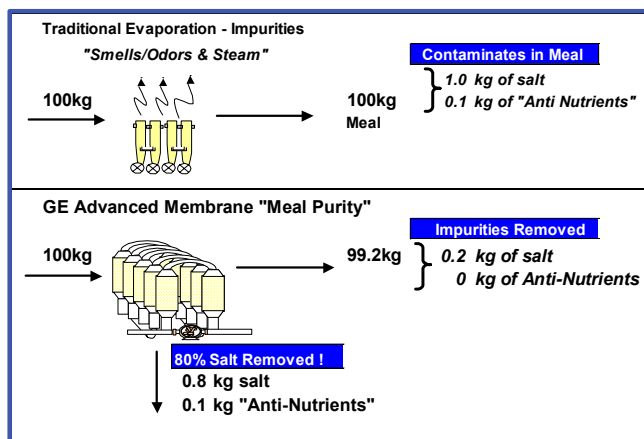 Traditional Evaporation - Impurities
"Smells/Odors & Steam"
Contaminates in Meal
1.0 kg of salt
0.1 kg of "Anti Nutrients"
100kg
100kg
Meal
GE Advanced Membrane "Meal Purity"
Impurities Removed
100kg
99.2kg
0.2 kg of salt
0 kg of Anti-Nutrients
80% Salt Removed !
0.8 kg salt
0.1 kg "Anti-Nutrients"